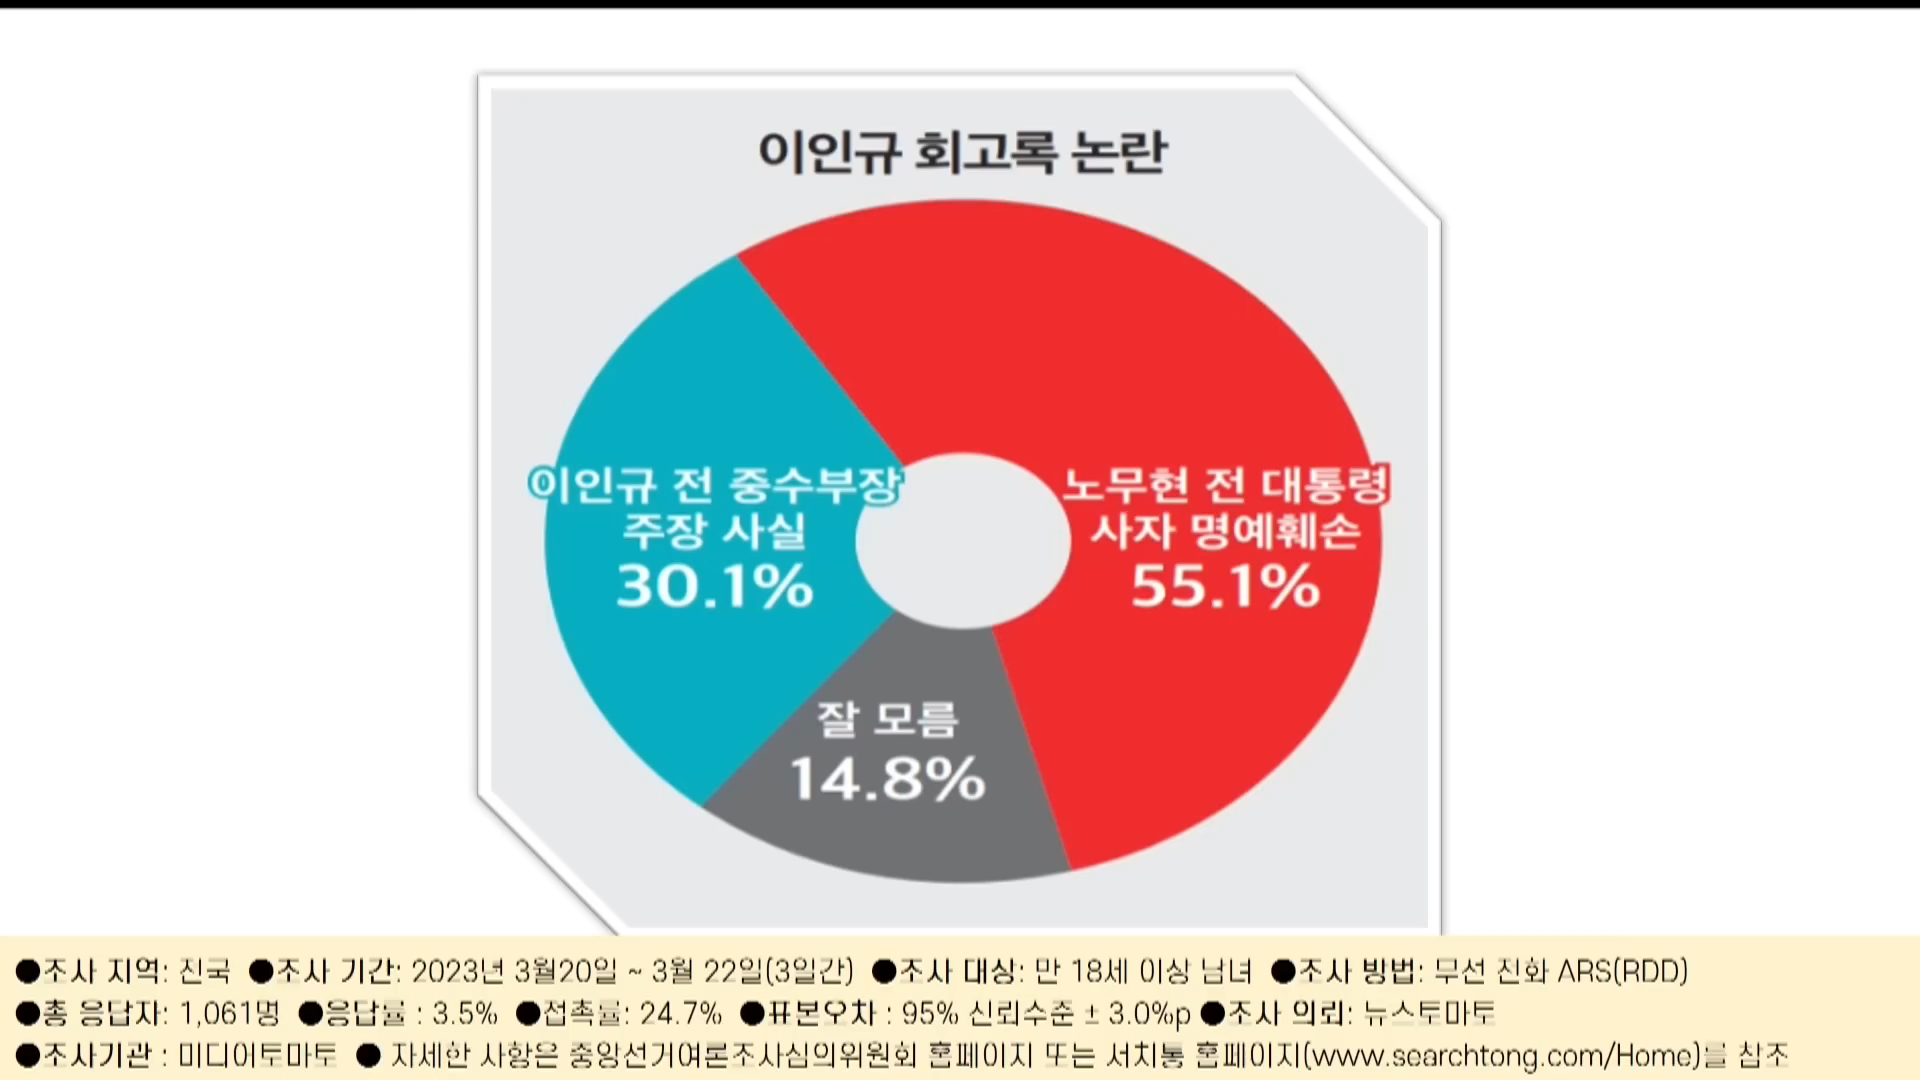 이인규 회고록 논란
이인규 전 중수부장
주장 사실
30.1%
노무현 전 대통령
사자 명예훼손
55.1%
잘 모름
14.8%
●조사 지역: 전국 ●조사 기간: 2023년 3월20일 ~ 3월 22일(3일간) ●조사 대상: 만 18세 이상 남녀 ●조사 방법: 무선 전화 ARS(RDD)
●총 응답자: 1,061명 ●응답률 : 3.5% ●접촉률: 24.7% ●표본오차 : 95% 신뢰수준 ± 3.0%p ●조사 의뢰: 뉴스토마토
●조사기관 : 미디어토마토 ● 자세한 사항은 중앙선거여론조사심의위원회 홈페이지 또는 서치통 홈페이지(www.searchtong.com/Home)를 참조